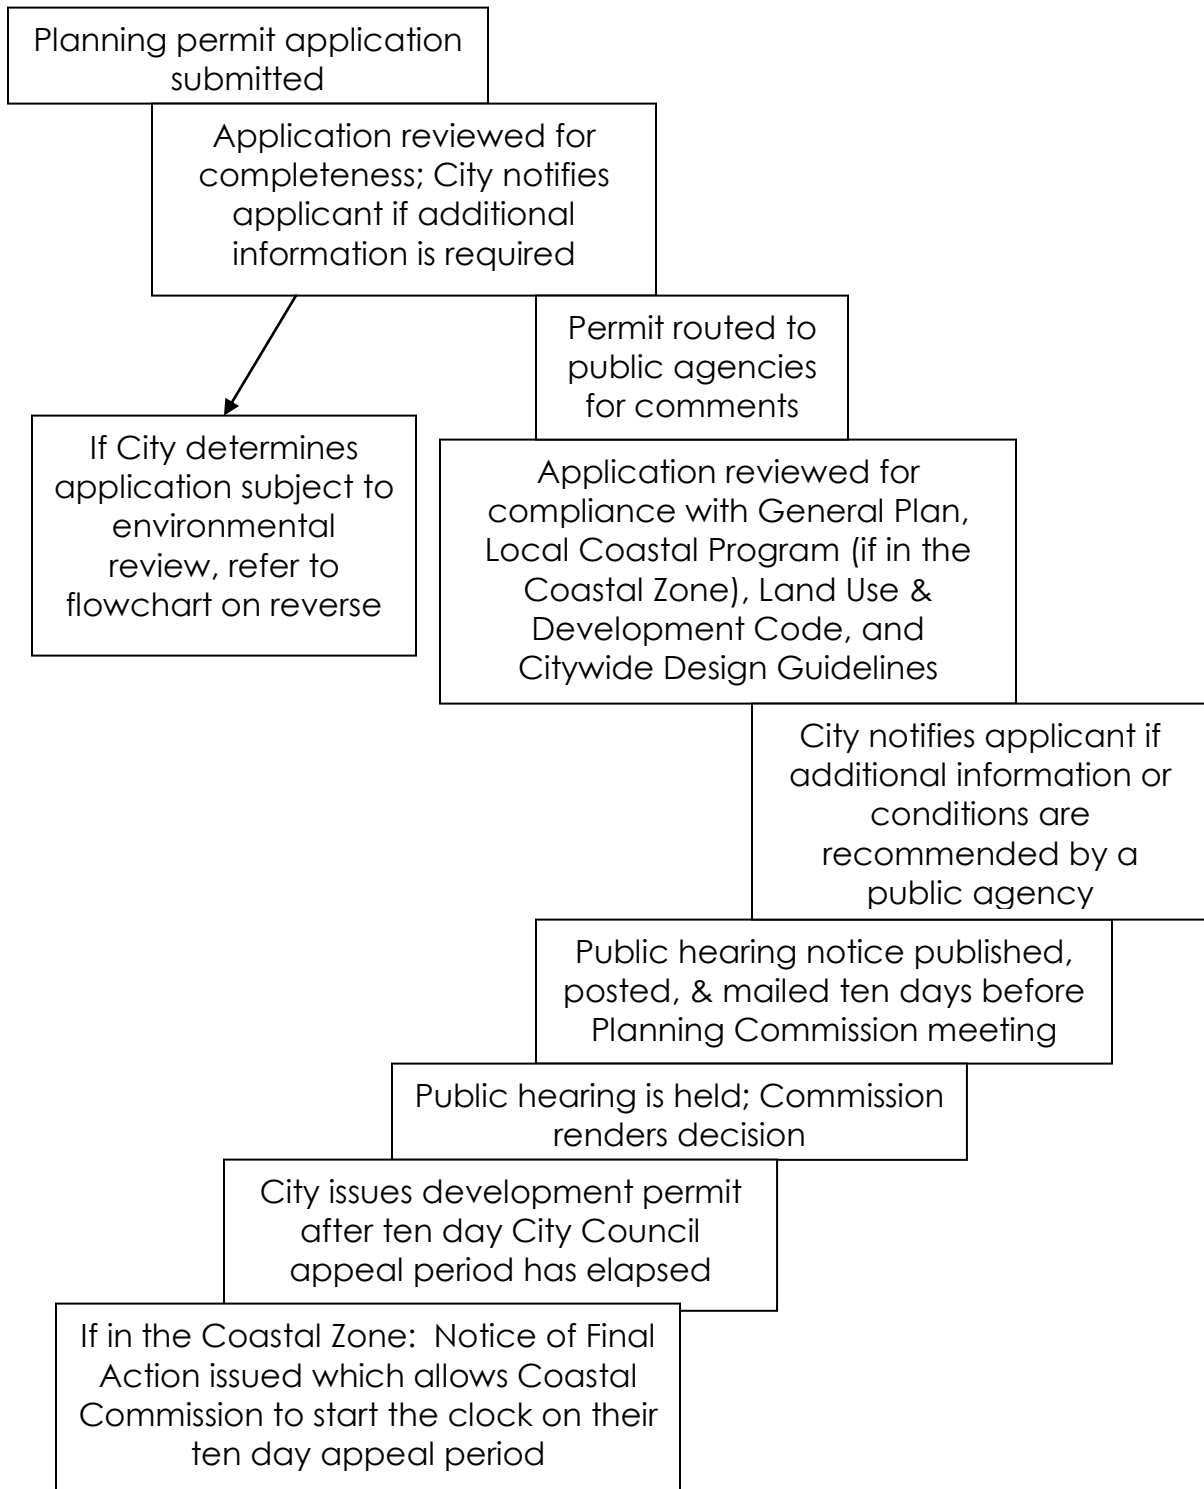 Planning permit application
submitted
Application reviewed for
completeness; City notifies
applicant if additional
information is required
Permit routed to
public agencies
for comments
If City determines
application subject to
environmental
review, refer to
flowchart on reverse
Application reviewed for
compliance with General Plan,
Local Coastal Program (if in the
Coastal Zone), Land Use &
Development Code, and
Citywide Design Guidelines
City notifies applicant if
additional information or
conditions are
recommended by a
public agency
Public hearing notice published,
posted, & mailed ten days before
Planning Commission meeting
Public hearing is held; Commission
renders decision
City issues development permit
after ten day City Council
appeal period has elapsed
If in the Coastal Zone:  Notice of Final
Action issued which allows Coastal
Commission to start the clock on their
ten day appeal period